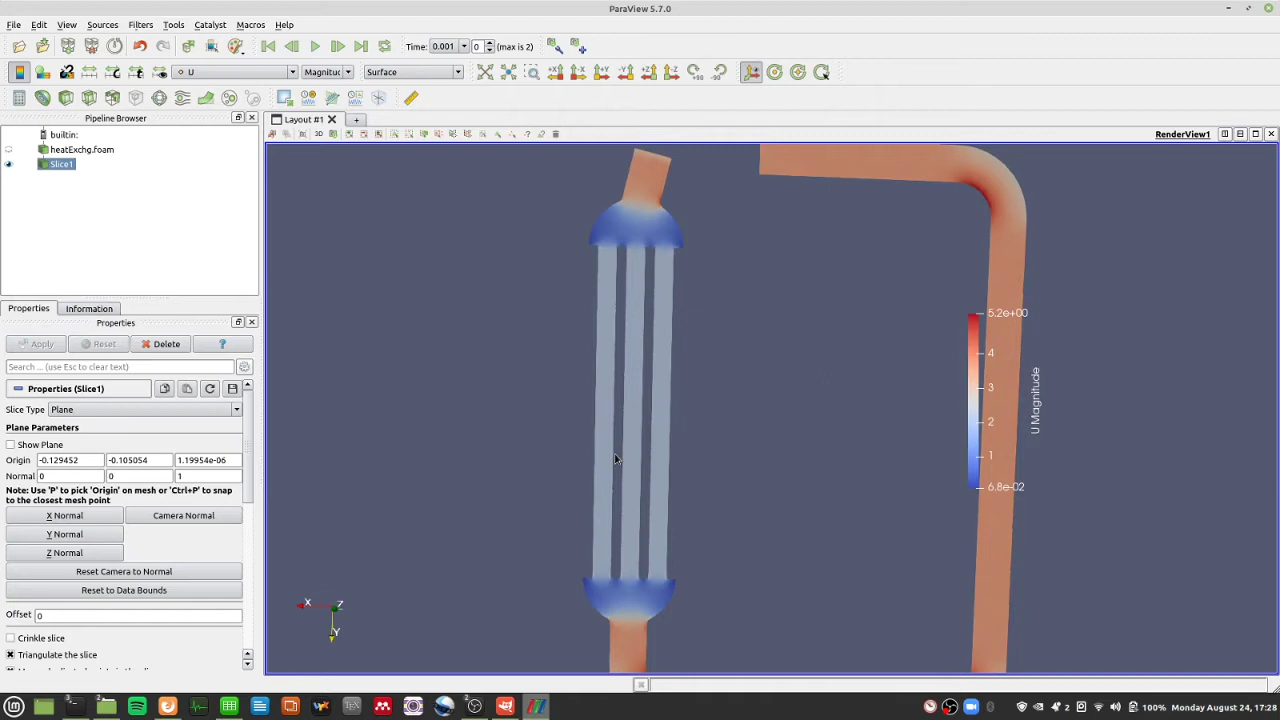 ParaView 5.7.0
File Edit View Sources Filters Tools Catalyst Macros Help
Time: 0.001 0 (max is 2)
U Magnitud Surface
+X -X +Y -Y +Z -Z +90 -90
Pipeline Browser
Layout #1
builtin:
heatExchg.foam
Slice1
3D RenderView1
Properties Information
Properties
Apply Reset Delete ?
Search ... (use Esc to clear text)
Properties (Slice1)
Slice Type Plane
Plane Parameters
Show Plane
Origin -0.129452 -0.105054 1.19954e-06
Normal 0 0 1
Note: Use 'P' to pick 'Origin' on mesh or 'Ctrl+P' to snap
to the closest mesh point
X Normal Camera Normal
Y Normal
Z Normal
Reset Camera to Normal
Reset to Data Bounds
Offset 0
Crinkle slice
Triangulate the slice
5.2e+00
4
3
2
1
6.8e-02
U Magnitude
X Z
Y
2 100% Monday August 24, 17:28